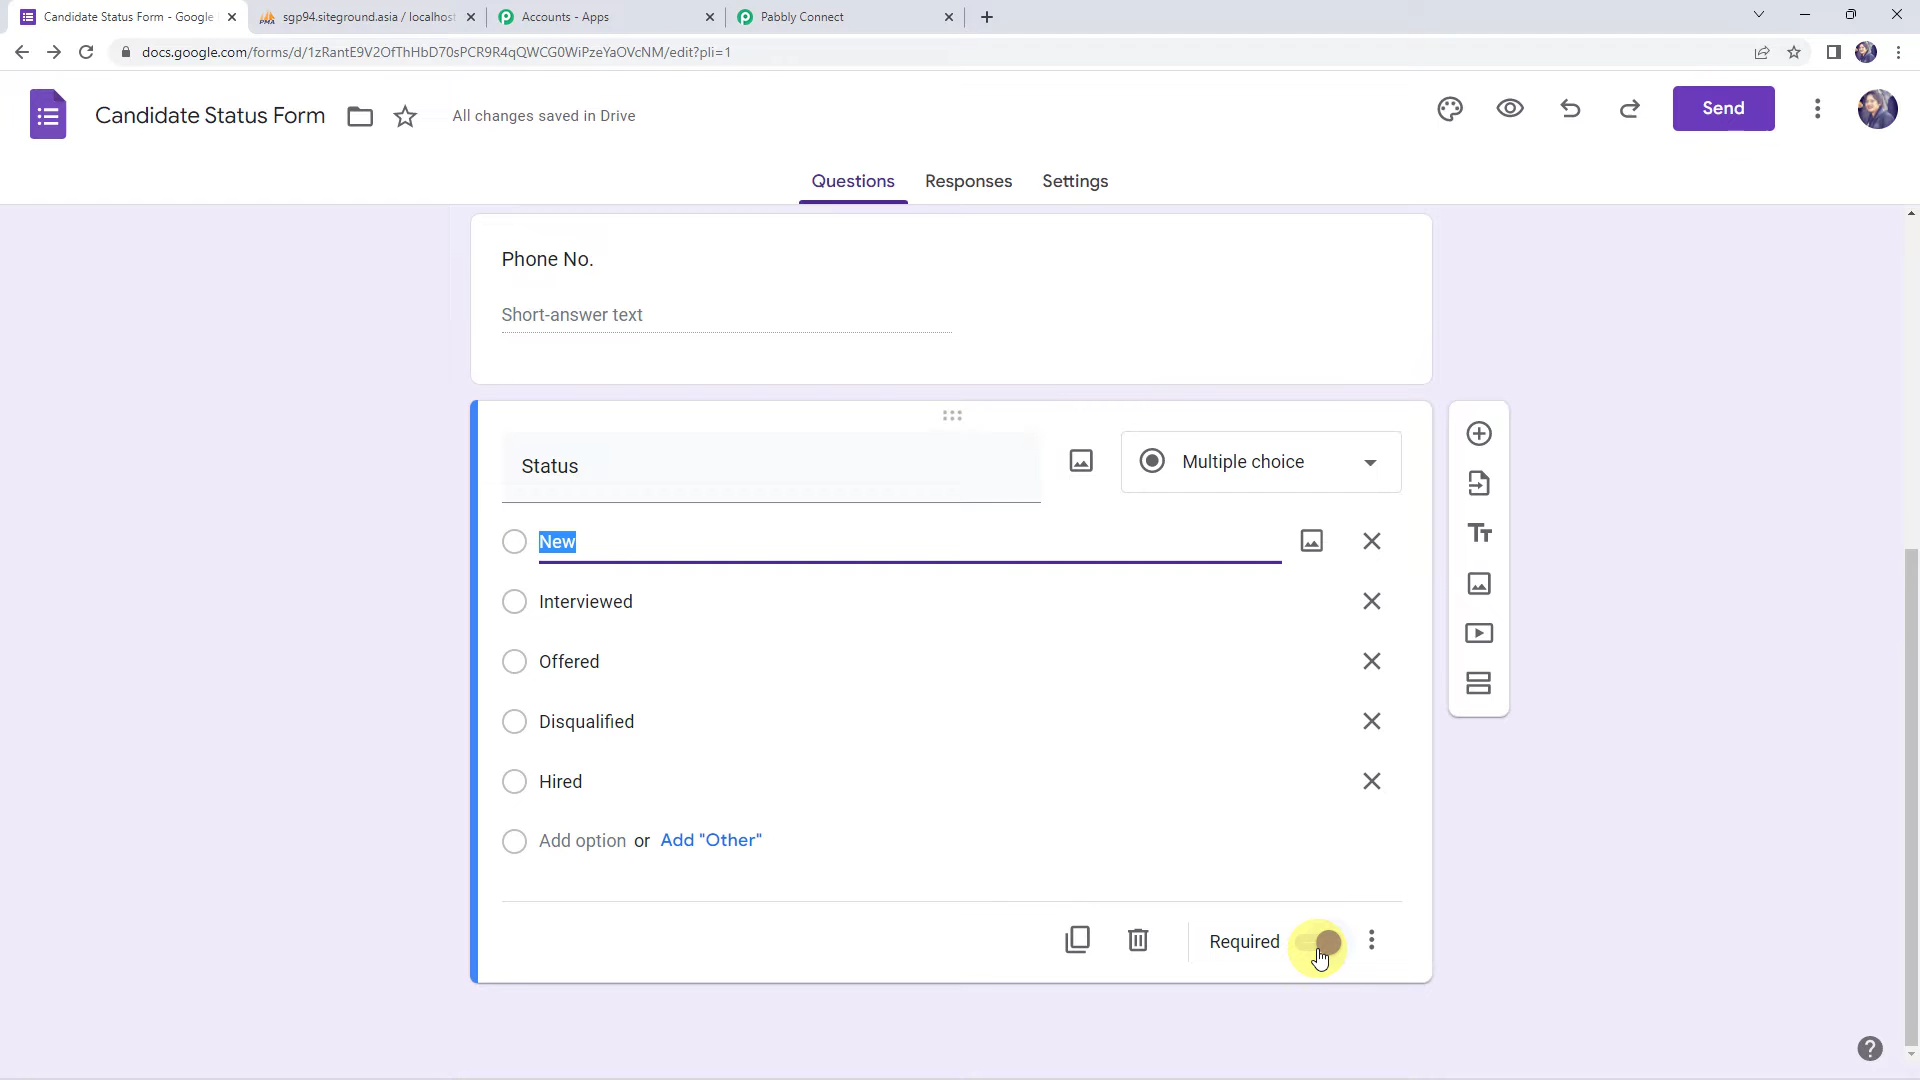 Candidate Status Form - Google
sgp94.siteground.asia / localhost
Accounts - Apps
Pabbly Connect
docs.google.com/forms/d/1zRantE9V2OfThHbD70sPCR9R4qQWCG0WiPzeYaOVcNM/edit?pli=1
Candidate Status Form
All changes saved in Drive
Send
Questions
Responses
Settings
Phone No.
Short-answer text
Status
Multiple choice
New
Interviewed
Offered
Disqualified
Hired
Add option or Add "Other"
Required